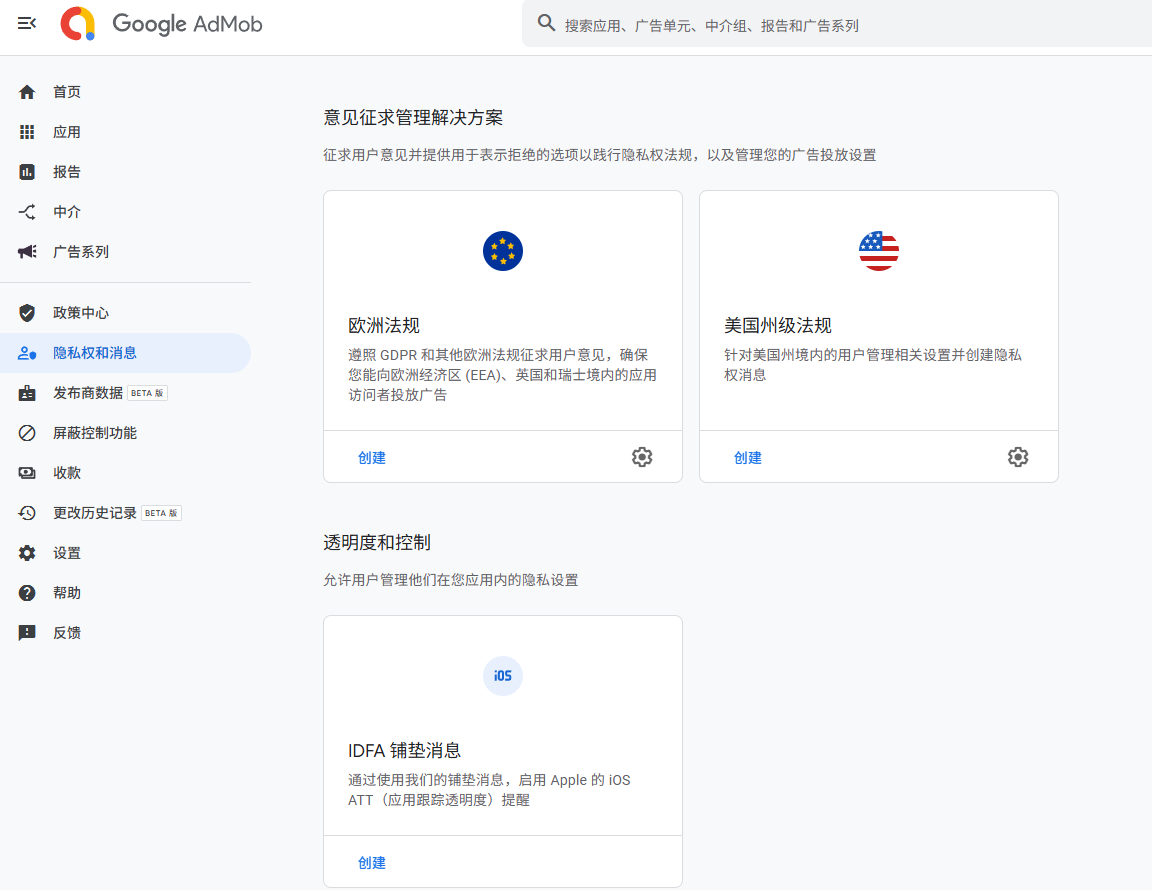 Google AdMob
搜索应用、广告单元、中介组、报告和广告系列
首页
应用
报告
中介
广告系列
政策中心
隐私权和消息
发布商数据 BETA 版
屏蔽控制功能
收款
更改历史记录 BETA 版
设置
帮助
反馈
意见征求管理解决方案
征求用户意见并提供用于表示拒绝的选项以践行隐私权法规，以及管理您的广告投放设置
欧洲法规
遵照 GDPR 和其他欧洲法规征求用户意见，确保
您能向欧洲经济区 (EEA)、英国和瑞士境内的应用
访问者投放广告
创建
美国州级法规
针对美国州境内的用户管理相关设置并创建隐私
权消息
创建
透明度和控制
允许用户管理他们在您应用内的隐私设置
iOS
IDFA 铺垫消息
通过使用我们的铺垫消息，启用 Apple 的 iOS
ATT（应用跟踪透明度）提醒
创建